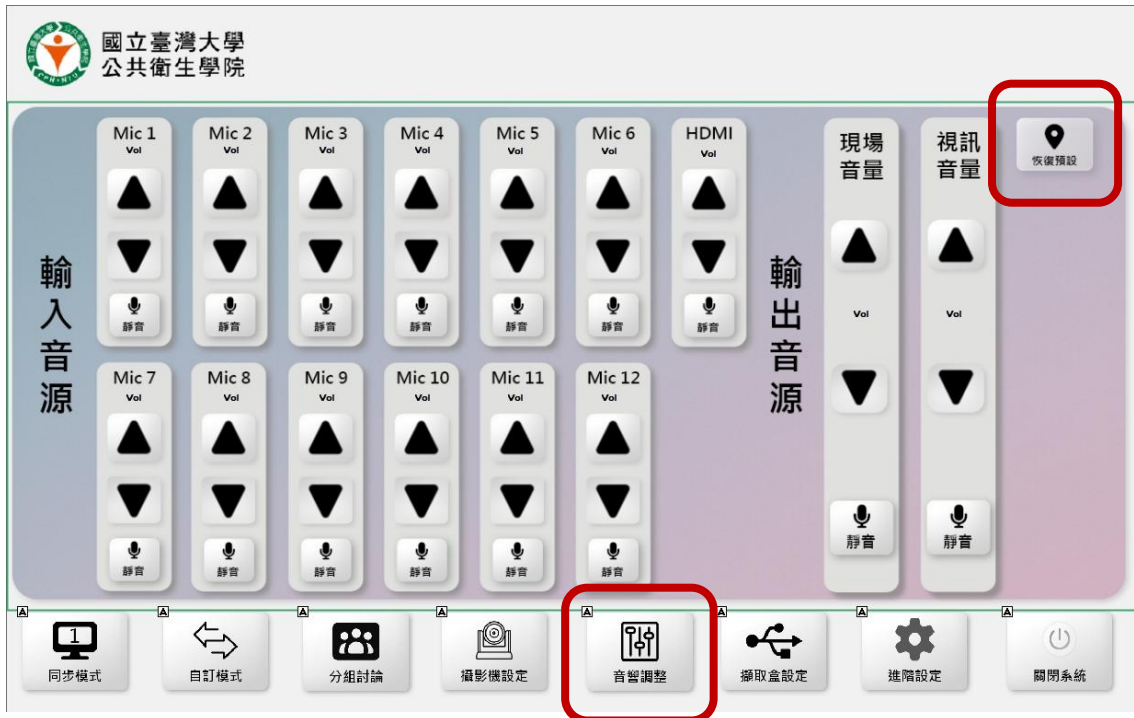 國立臺灣大學
公共衛生學院
輸入音源
Mic 1
Vol
靜音
Mic 2
Vol
靜音
Mic 3
Vol
靜音
Mic 4
Vol
靜音
Mic 5
Vol
靜音
Mic 6
Vol
靜音
HDMI
Vol
靜音
Mic 7
Vol
靜音
Mic 8
Vol
靜音
Mic 9
Vol
靜音
Mic 10
Vol
靜音
Mic 11
Vol
靜音
Mic 12
Vol
靜音
輸出音源
現場
音量
Vol
靜音
視訊
音量
Vol
靜音
恢復預設
A
1
同步模式
A
自訂模式
A
分組討論
A
攝影機設定
A
音響調整
A
擷取盒設定
A
進階設定
A
關閉系統